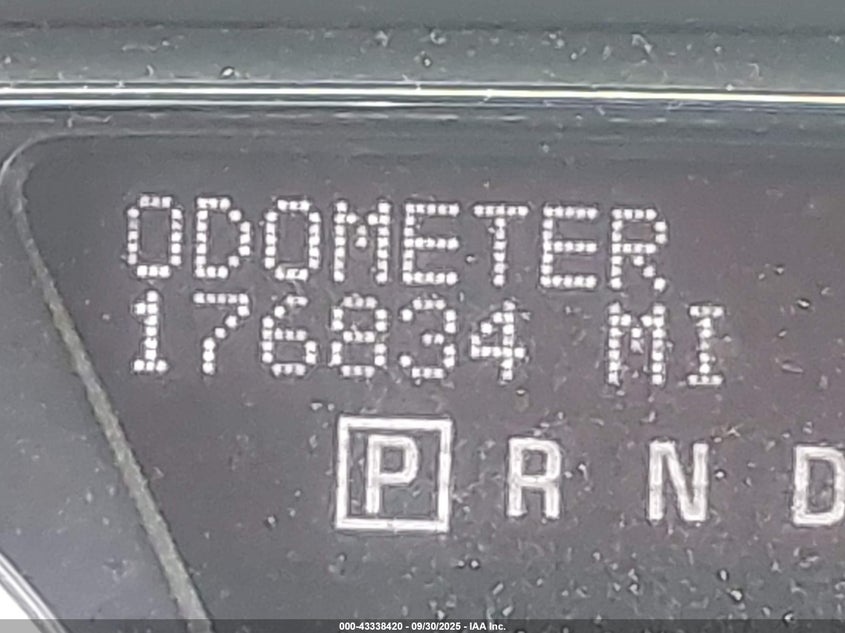 ODOMETER
176834 MI
P R N D
000-43338420 - 09/30/2025 - IAA Inc.